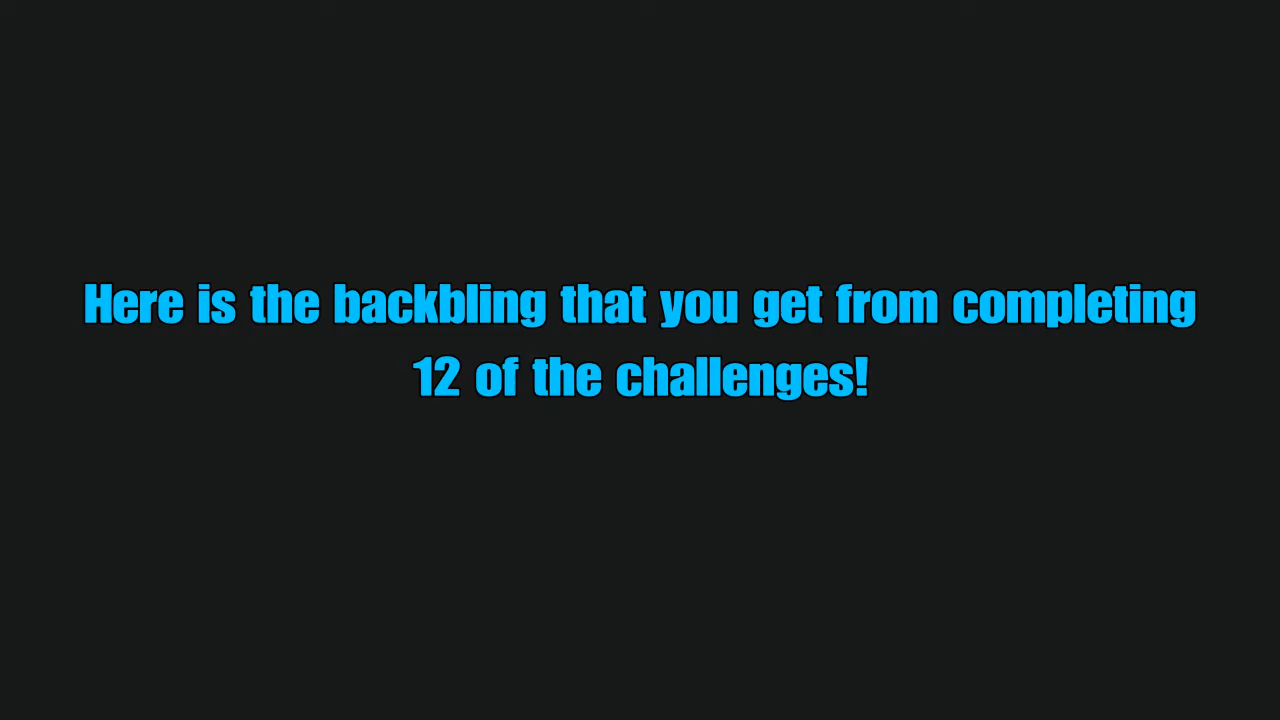 Here is the backbling that you get from completing
12 of the challenges!